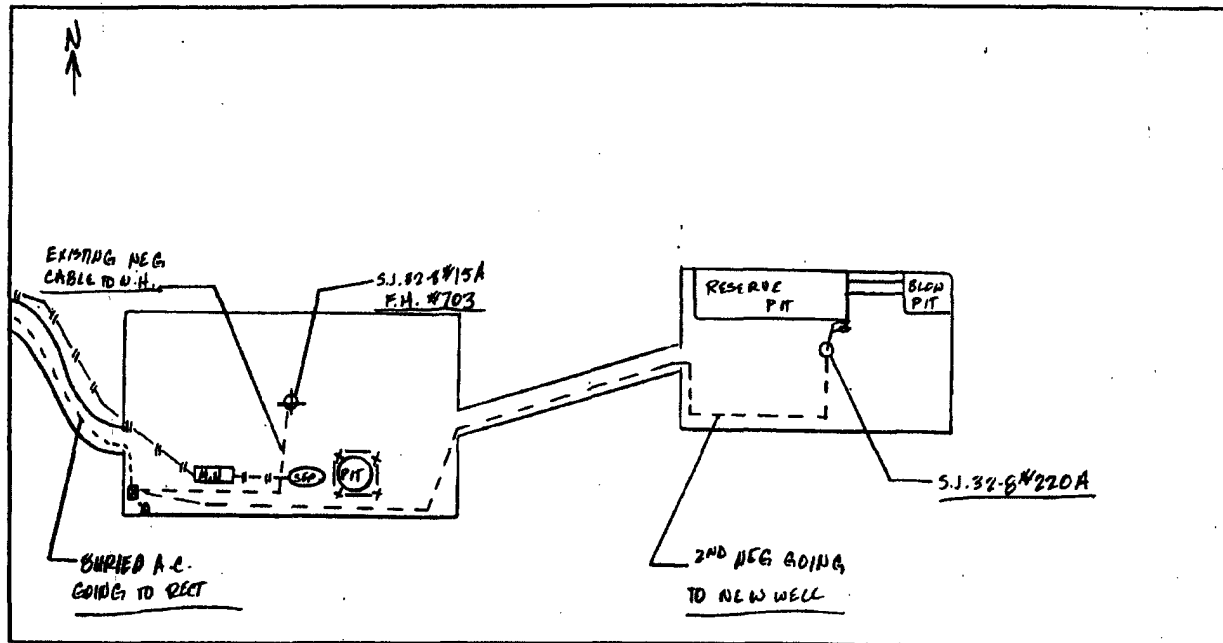 N
EXISTING NEG
CABLE TO W.H.
S.J. 32-8 #15A
F.M. #703
RESERVE
PIT
BLOW
PIT
M.H
SEP
PIT
S.J. 32-8 #220A
BURIED A.C.
GOING TO RECT
2ND NEG GOING
TO NEW WELL